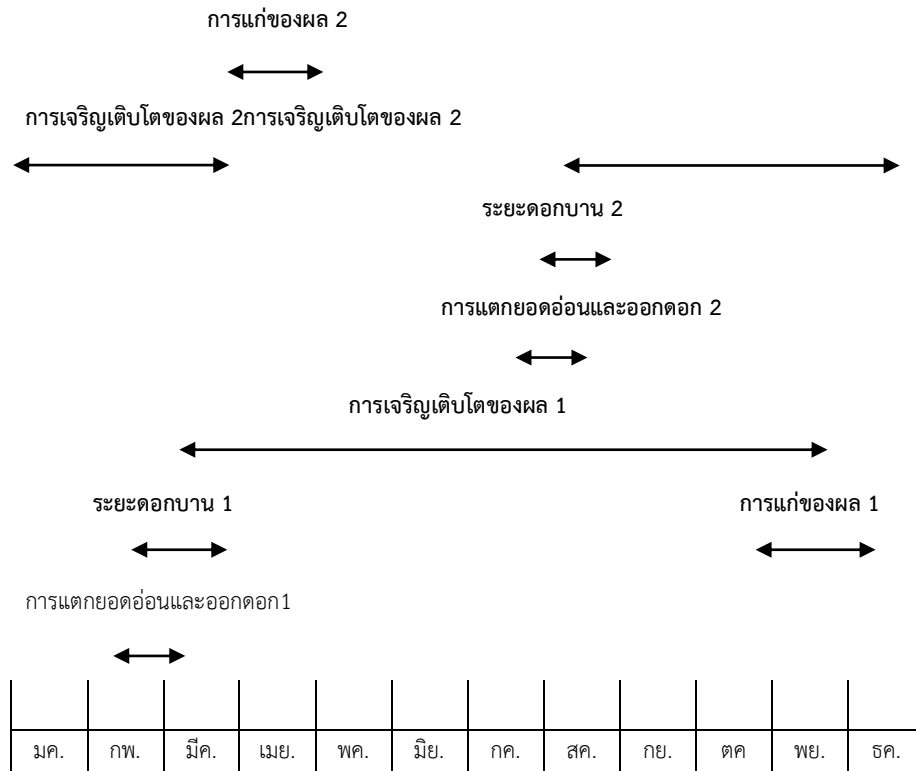 การแก่ของผล 2
การเจริญเติบโตของผล 2การเจริญเติบโตของผล 2
ระยะดอกบาน 2
การแตกยอดอ่อนและออกดอก 2
การเจริญเติบโตของผล 1
ระยะดอกบาน 1 การแก่ของผล 1
การแตกยอดอ่อนและออกดอก1
มค. กพ. มีค. เมย. พค. มิย. กค. สค. กย. ตค พย. ธค.